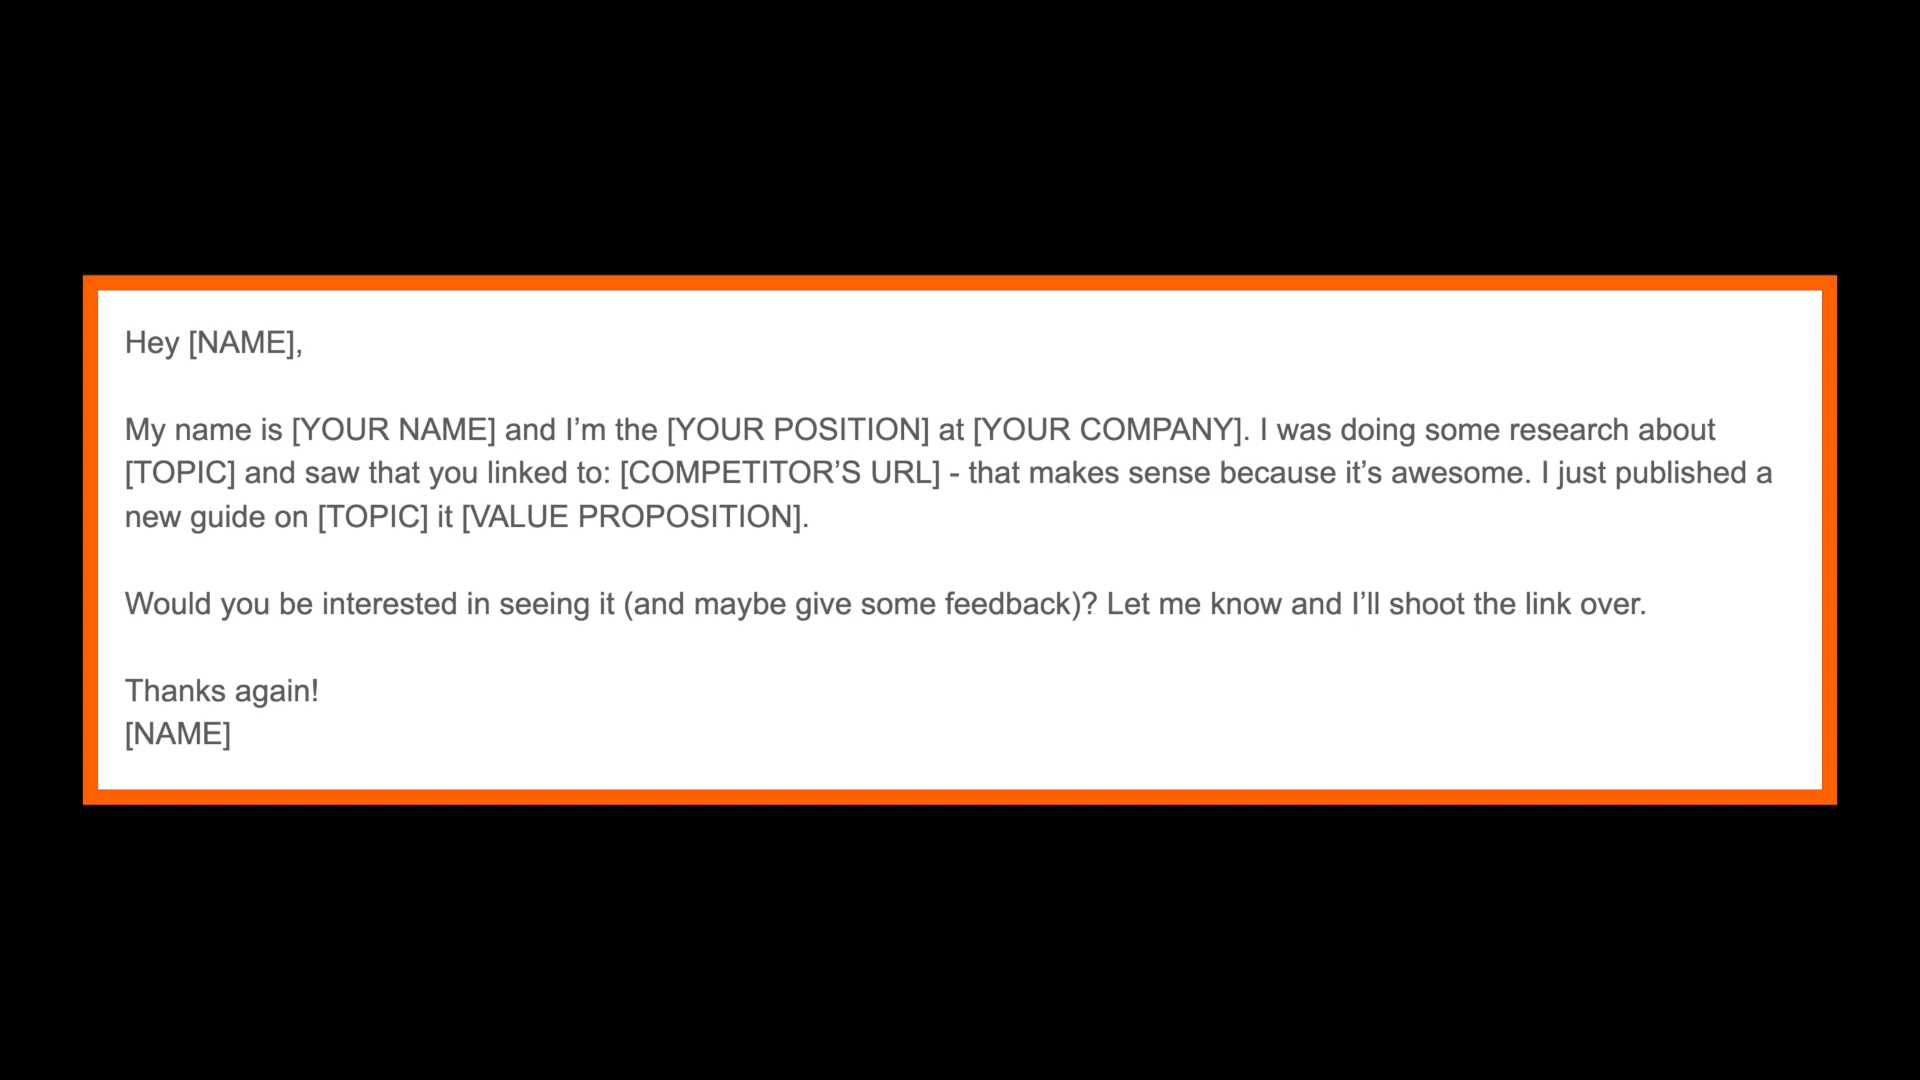 Hey [NAME],
My name is [YOUR NAME] and I’m the [YOUR POSITION] at [YOUR COMPANY]. I was doing some research about
[TOPIC] and saw that you linked to: [COMPETITOR’S URL] - that makes sense because it’s awesome. I just published a
new guide on [TOPIC] it [VALUE PROPOSITION].
Would you be interested in seeing it (and maybe give some feedback)? Let me know and I’ll shoot the link over.
Thanks again!
[NAME]